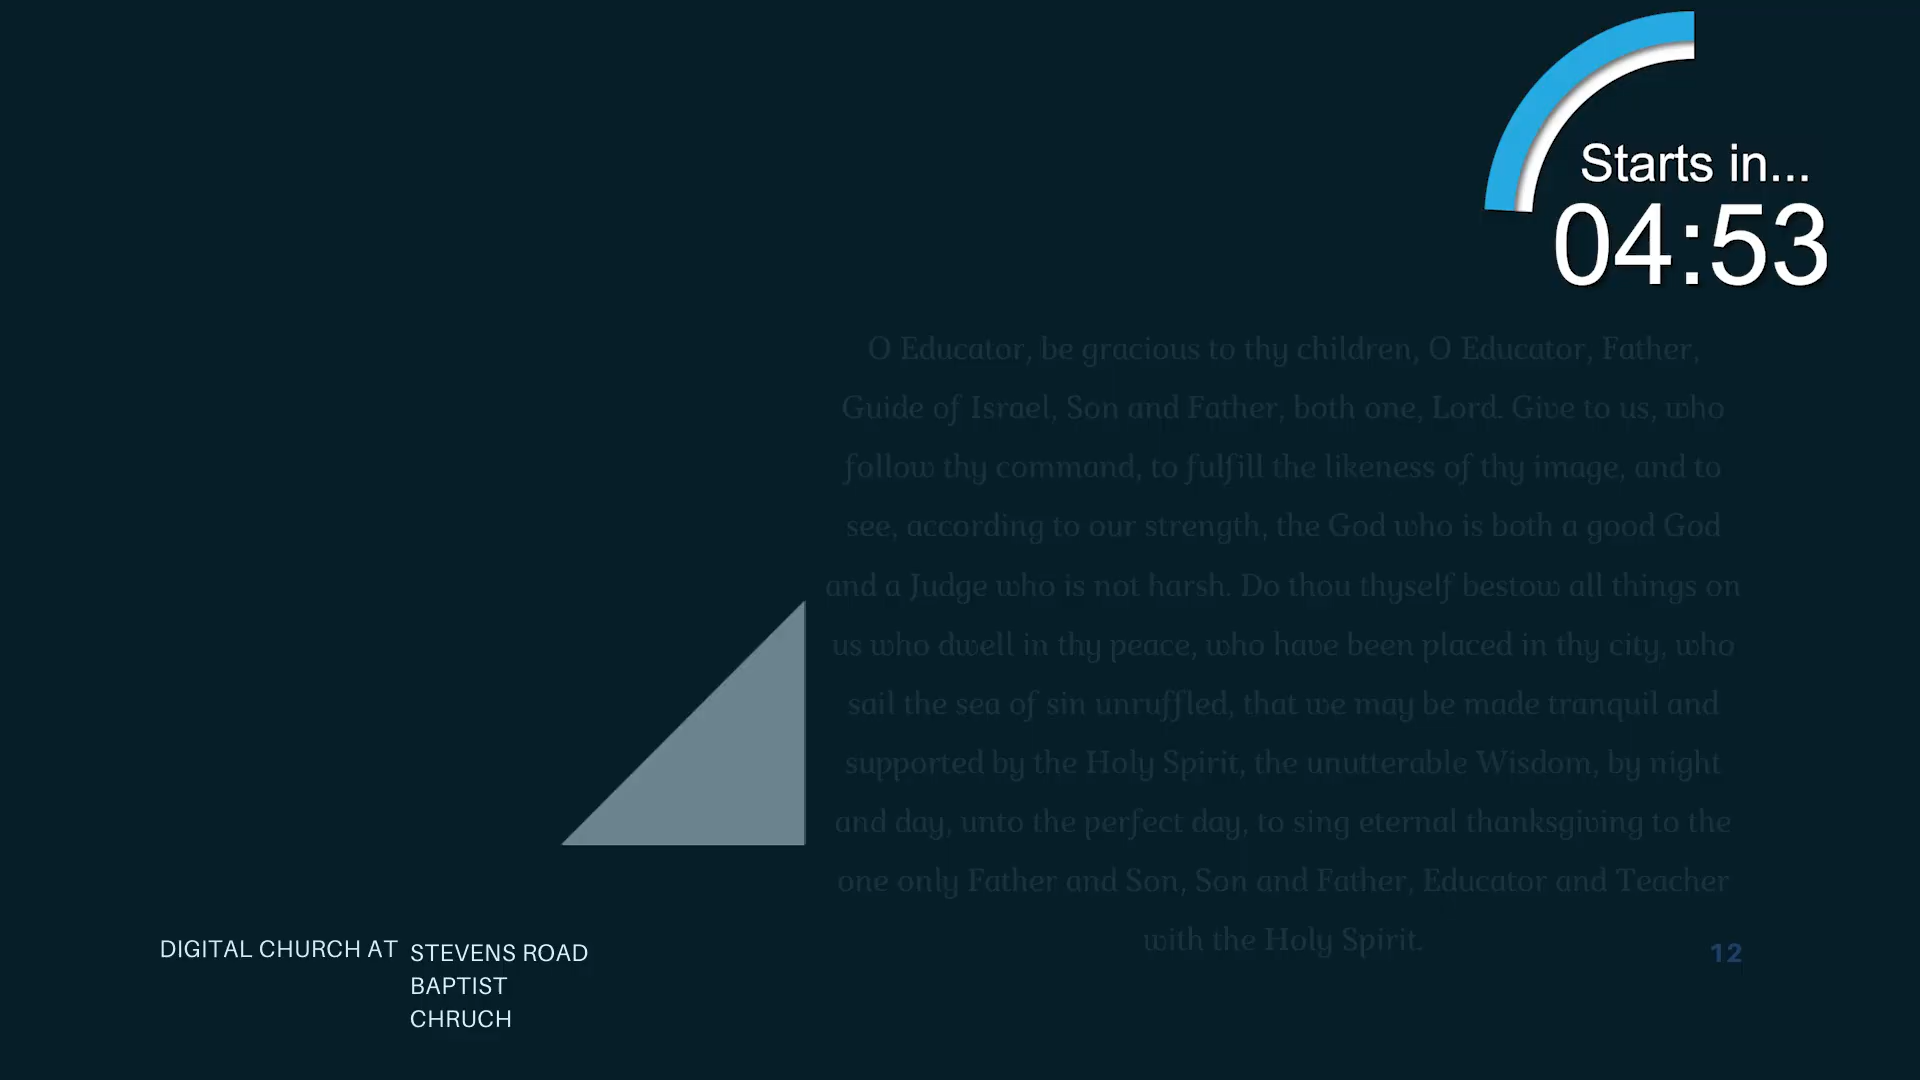 Starts in...
04:53
O Educator, be gracious to thy children, O Educator, Father,
Guide of Israel, Son and Father, both one, Lord. Give to us, who
follow thy command, to fulfill the likeness of thy image, and to
see, according to our strength, the God who is both a good God
and a Judge who is not harsh. Do thou thyself bestow all things on
us who dwell in thy peace, who have been placed in thy city, who
sail the sea of sin unruffled, that we may be made tranquil and
supported by the Holy Spirit, the unutterable Wisdom, by night
and day, unto the perfect day, to sing eternal thanksgiving to the
one only Father and Son, Son and Father, Educator and Teacher
with the Holy Spirit.
DIGITAL CHURCH AT
STEVENS ROAD
BAPTIST
CHRUCH
12